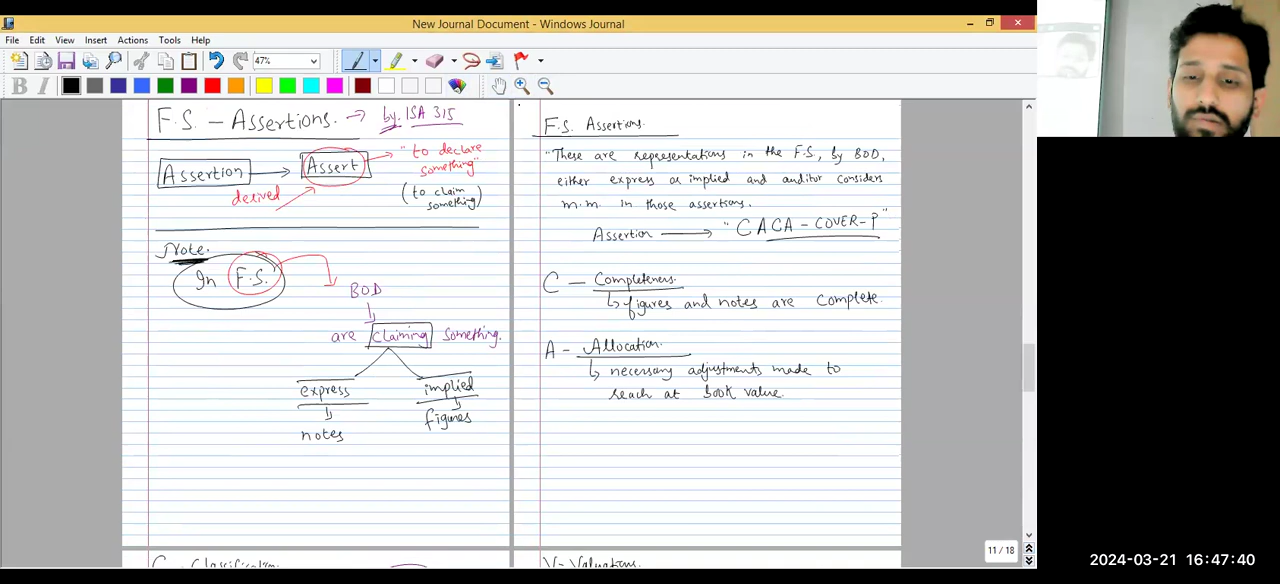 New Journal Document - Windows Journal
File Edit View Insert Actions Tools Help
47%
B I
F.S. - Assertions. → by ISA 315
Assertion → Assert → "to declare something"
derived
(to claim something)
Note.
In F.S.
BOD
are claiming something.
express implied
notes figures
F.S. Assertions.
"These are representations in the F.S, by BOD,
either express or implied and auditor considers
m.m. in those assertions."
Assertion → "CACA - COVER-P"
C - Completeness.
↳ figures and notes are complete.
A - Allocation.
↳ necessary adjustments made to
reach at book value.
C - Classification.
V- Valuations.
11 / 18
2024-03-21 16:47:40